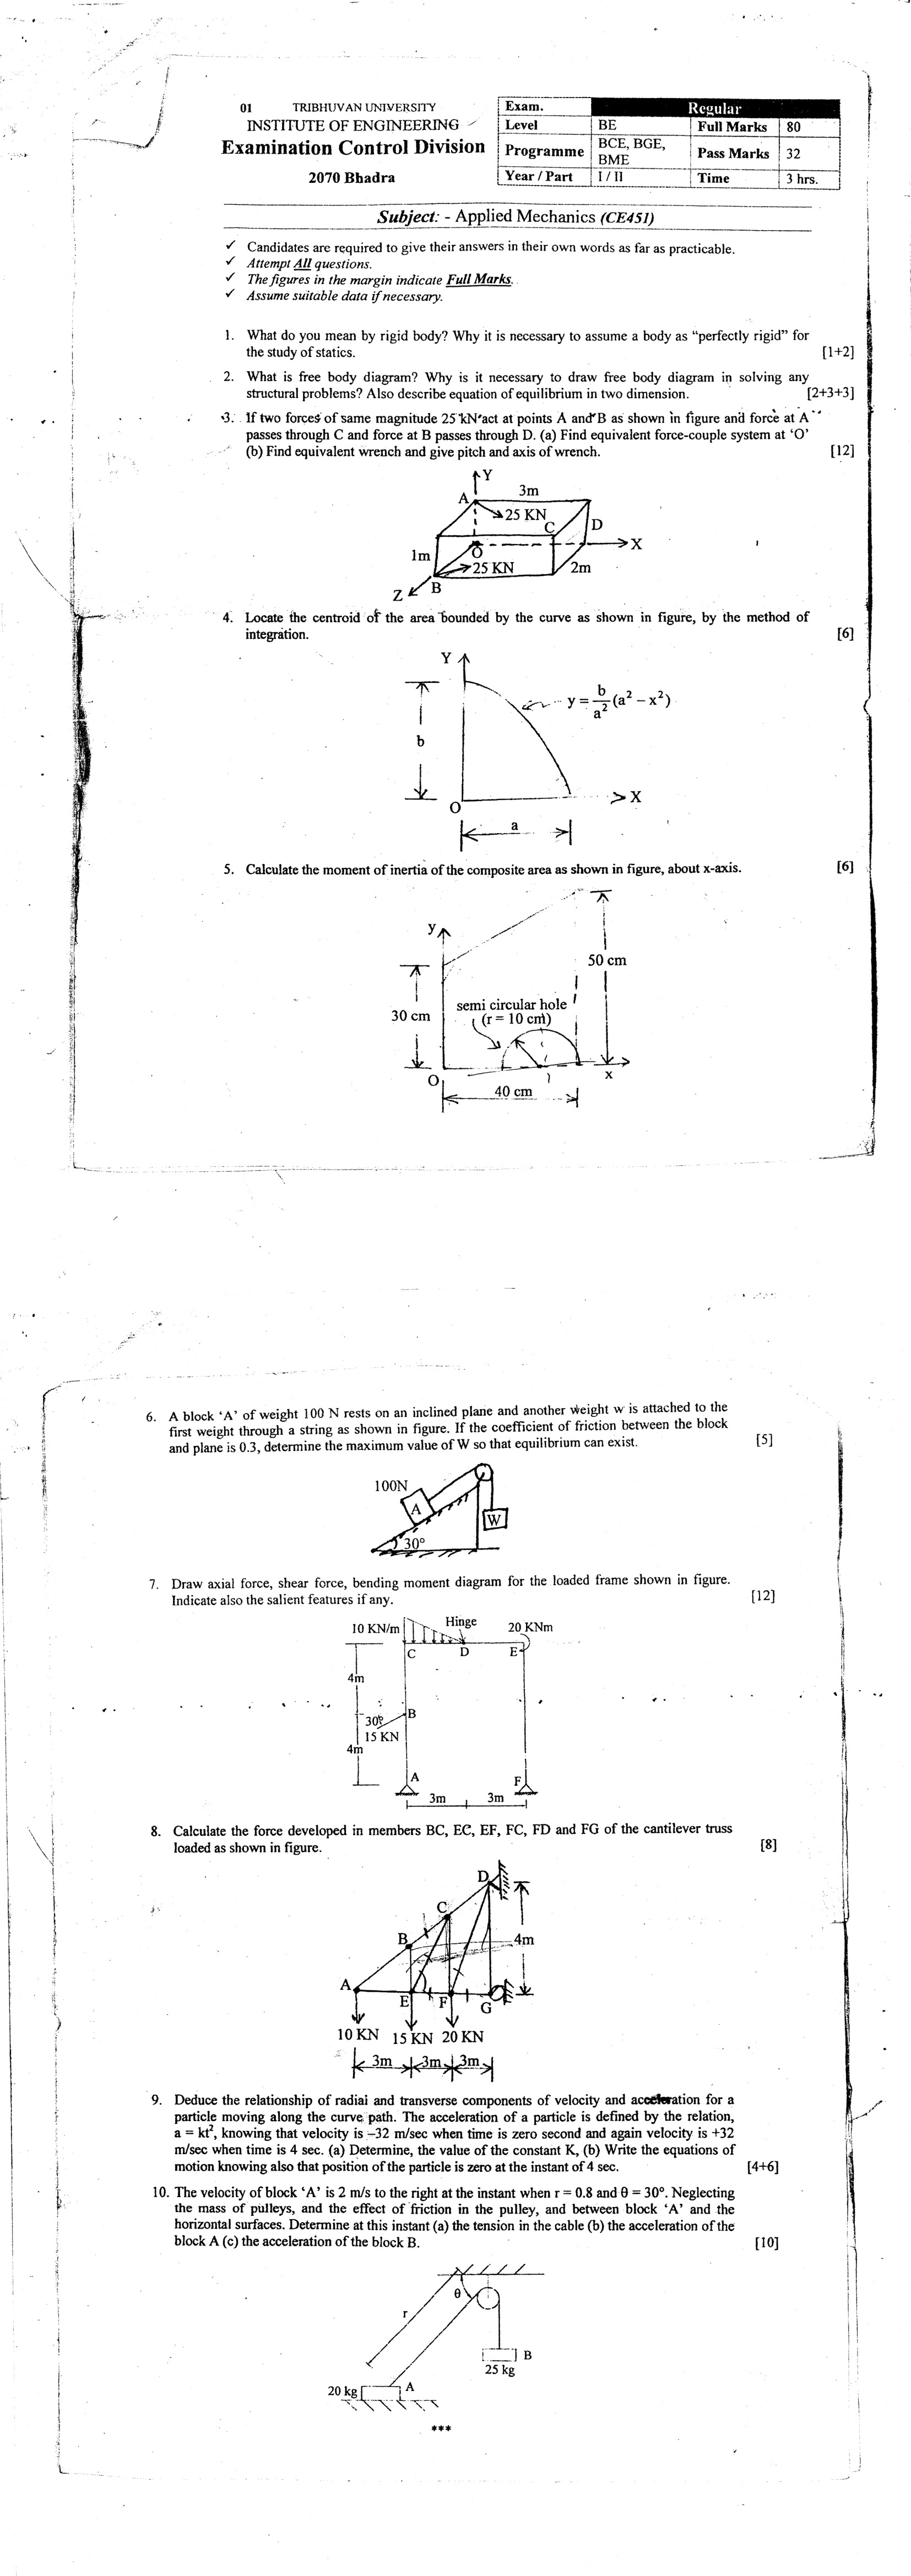 01 TRIBHUVAN UNIVERSITY
INSTITUTE OF ENGINEERING
Examination Control Division
2070 Bhadra
Exam. Regular
Level BE Full Marks 80
Programme BCE, BGE, BME Pass Marks 32
Year / Part I / II Time 3 hrs.
Subject: - Applied Mechanics (CE451)
✓ Candidates are required to give their answers in their own words as far as practicable.
✓ Attempt All questions.
✓ The figures in the margin indicate Full Marks.
✓ Assume suitable data if necessary.
1. What do you mean by rigid body? Why it is necessary to assume a body as “perfectly rigid” for
the study of statics. [1+2]
2. What is free body diagram? Why is it necessary to draw free body diagram in solving any
structural problems? Also describe equation of equilibrium in two dimension. [2+3+3]
3. If two forces of same magnitude 25 kN act at points A and B as shown in figure and force at A
passes through C and force at B passes through D. (a) Find equivalent force-couple system at ‘O’
(b) Find equivalent wrench and give pitch and axis of wrench. [12]
Y
A 3m
25 KN
C D
1m O X
25 KN 2m
B
Z
4. Locate the centroid of the area bounded by the curve as shown in figure, by the method of
integration. [6]
Y
y = b/a² (a² – x²)
b
O X
a
5. Calculate the moment of inertia of the composite area as shown in figure, about x-axis. [6]
y
50 cm
30 cm
semi circular hole
(r = 10 cm)
O x
40 cm
6. A block ‘A’ of weight 100 N rests on an inclined plane and another weight w is attached to the
first weight through a string as shown in figure. If the coefficient of friction between the block
and plane is 0.3, determine the maximum value of W so that equilibrium can exist. [5]
100N
A
W
30°
7. Draw axial force, shear force, bending moment diagram for the loaded frame shown in figure.
Indicate also the salient features if any. [12]
10 KN/m Hinge 20 KNm
C D E
4m
30° B
15 KN
4m
A F
3m 3m
8. Calculate the force developed in members BC, EC, EF, FC, FD and FG of the cantilever truss
loaded as shown in figure. [8]
D
C
B 4m
A
E F G
10 KN 15 KN 20 KN
3m 3m 3m
9. Deduce the relationship of radial and transverse components of velocity and acceleration for a
particle moving along the curve path. The acceleration of a particle is defined by the relation,
a = kt², knowing that velocity is –32 m/sec when time is zero second and again velocity is +32
m/sec when time is 4 sec. (a) Determine, the value of the constant K, (b) Write the equations of
motion knowing also that position of the particle is zero at the instant of 4 sec. [4+6]
10. The velocity of block ‘A’ is 2 m/s to the right at the instant when r = 0.8 and θ = 30°. Neglecting
the mass of pulleys, and the effect of friction in the pulley, and between block ‘A’ and the
horizontal surfaces. Determine at this instant (a) the tension in the cable (b) the acceleration of the
block A (c) the acceleration of the block B. [10]
θ
r
B
25 kg
20 kg A
***